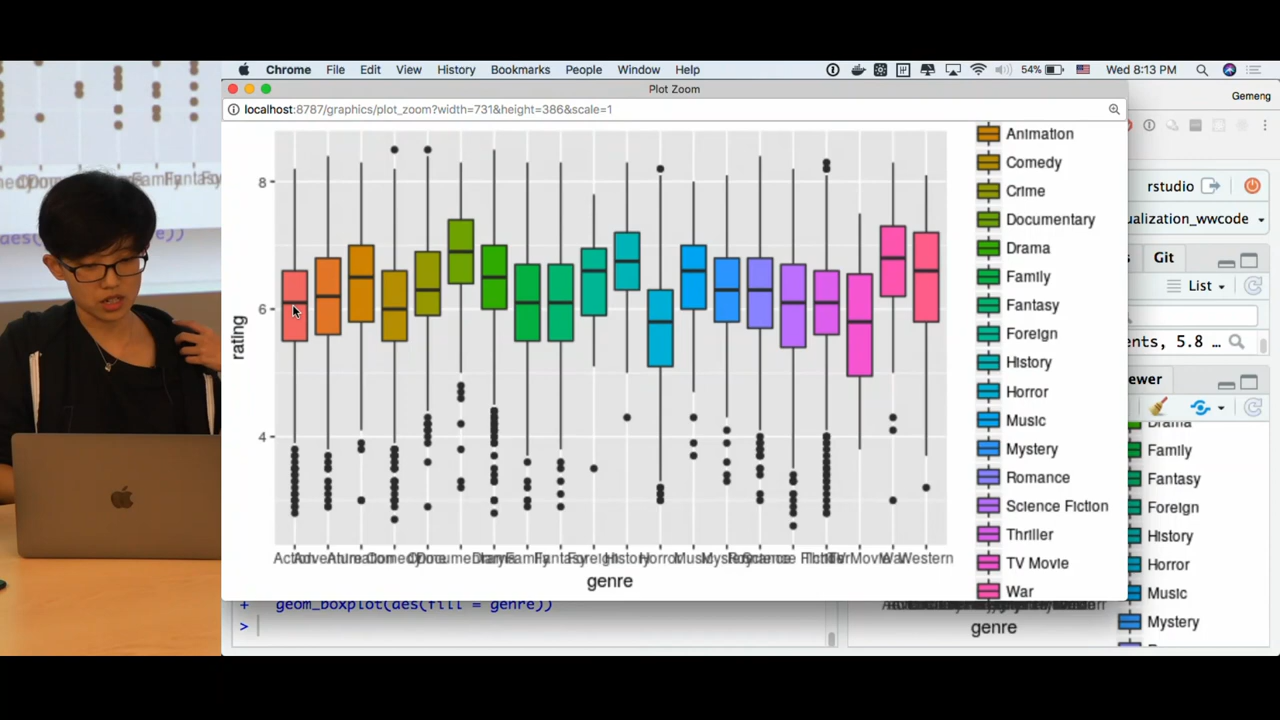 Chrome File Edit View History Bookmarks People Window Help 54% Wed 8:13 PM
Plot Zoom
localhost:8787/graphics/plot_zoom?width=731&height=386&scale=1
Gemeng
rstudio
ualization_wwcode
Git
List
ents, 5.8 …
ewer
8
6
4
rating
genre
Animation
Comedy
Crime
Documentary
Drama
Family
Fantasy
Foreign
History
Horror
Music
Mystery
Romance
Science Fiction
Thriller
TV Movie
War
Drama
Family
Fantasy
Foreign
History
Horror
Music
Mystery
+ geom_boxplot(aes(fill = genre))
>
genre